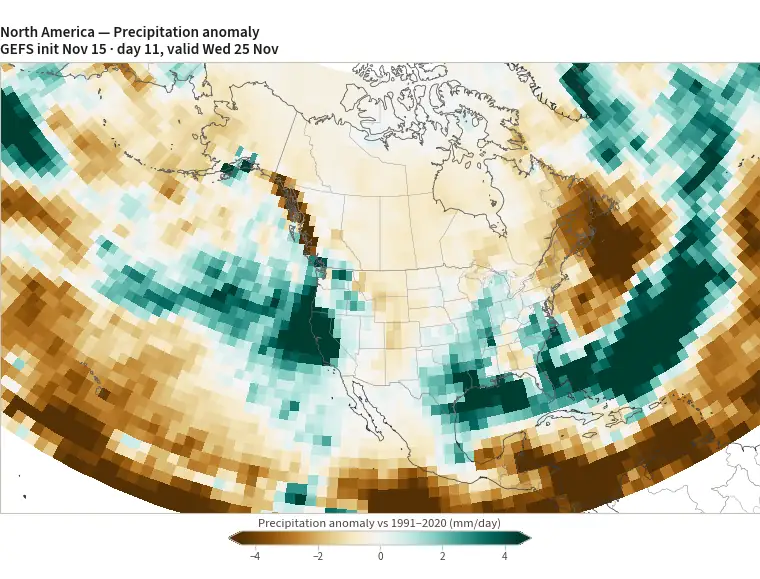 North America — Precipitation anomaly
GEFS init Nov 15 · day 11, valid Wed 25 Nov
Precipitation anomaly vs 1991–2020 (mm/day)
−4 −2 0 2 4